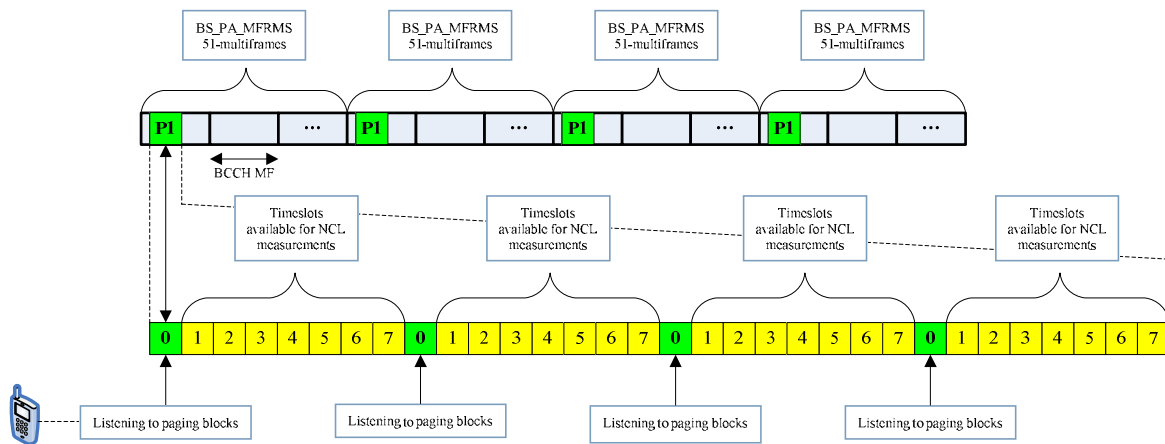 BS_PA_MFRMS BS_PA_MFRMS BS_PA_MFRMS BS_PA_MFRMS
51-multiframes 51-multiframes 51-multiframes 51-multiframes
P1 ... P1 ... P1 ... P1 ...
BCCH MF
Timeslots Timeslots Timeslots Timeslots
available for NCL available for NCL available for NCL available for NCL
measurements measurements measurements measurements
0 1 2 3 4 5 6 7 0 1 2 3 4 5 6 7 0 1 2 3 4 5 6 7 0 1 2 3 4 5 6 7
Listening to paging blocks Listening to paging blocks Listening to paging blocks Listening to paging blocks